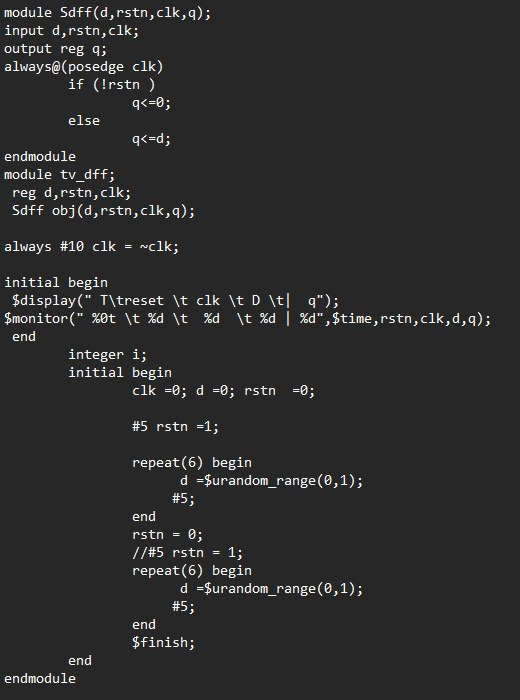 module Sdff(d,rstn,clk,q);
input d,rstn,clk;
output reg q;
always@(posedge clk)
        if (!rstn )
                q<=0;
        else
                q<=d;
endmodule
module tv_dff;
 reg d,rstn,clk;
 Sdff obj(d,rstn,clk,q);

always #10 clk = ~clk;

initial begin
 $display(" T\treset \t clk \t D \t|  q");
$monitor(" %0t \t %d \t  %d  \t %d | %d",$time,rstn,clk,d,q);
 end
        integer i;
        initial begin
                clk =0; d =0; rstn  =0;

                #5 rstn =1;

                repeat(6) begin
                      d =$urandom_range(0,1);
                     #5;
                end
                rstn = 0;
                //#5 rstn = 1;
                repeat(6) begin
                      d =$urandom_range(0,1);
                     #5;
                end
                $finish;
        end
endmodule